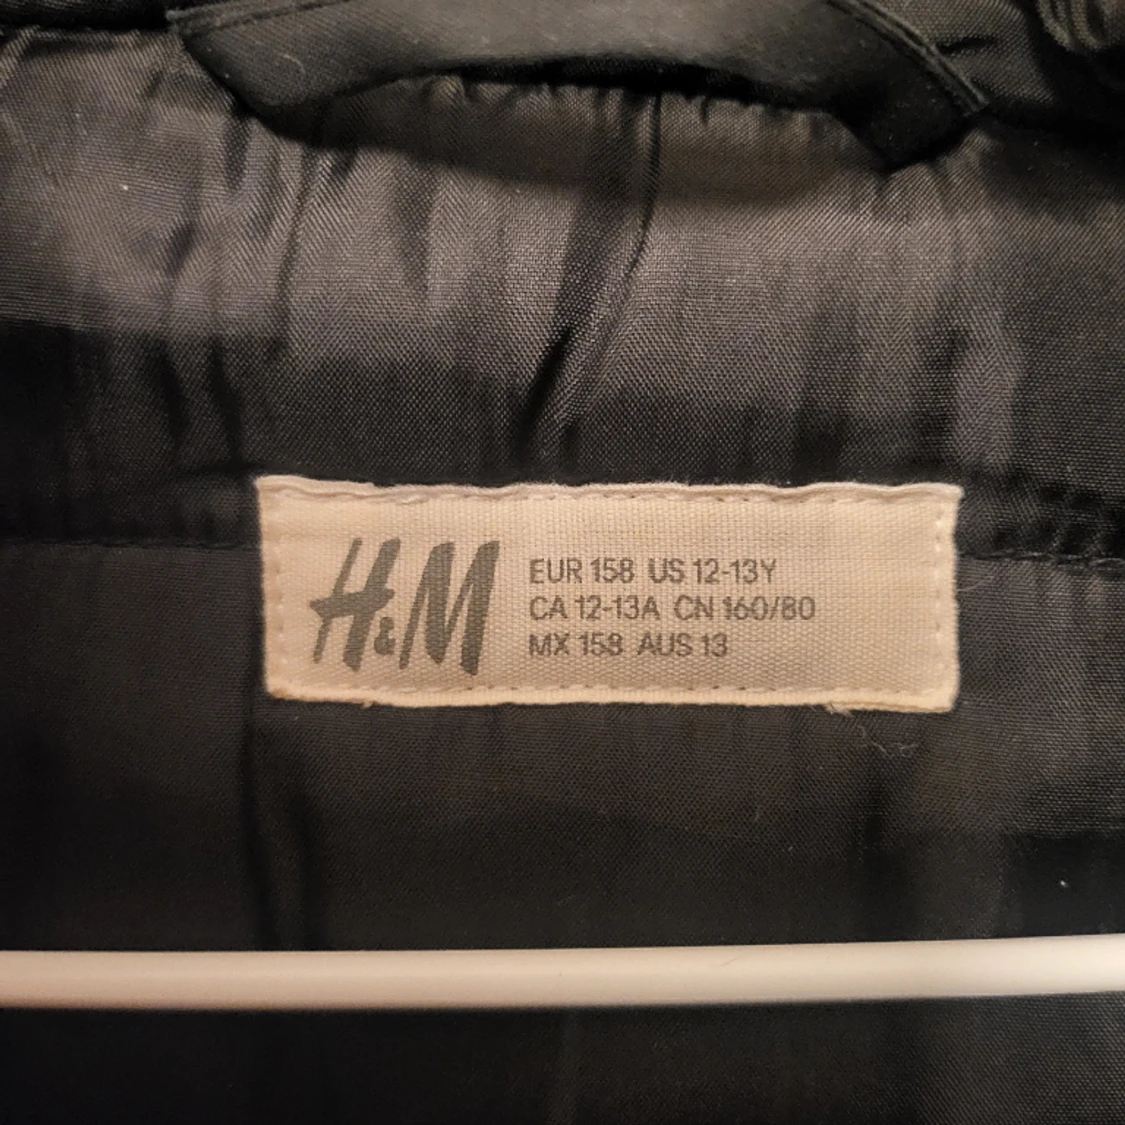 H&M
EUR 158 US 12-13Y
CA 12-13A CN 160/80
MX 158 AUS 13